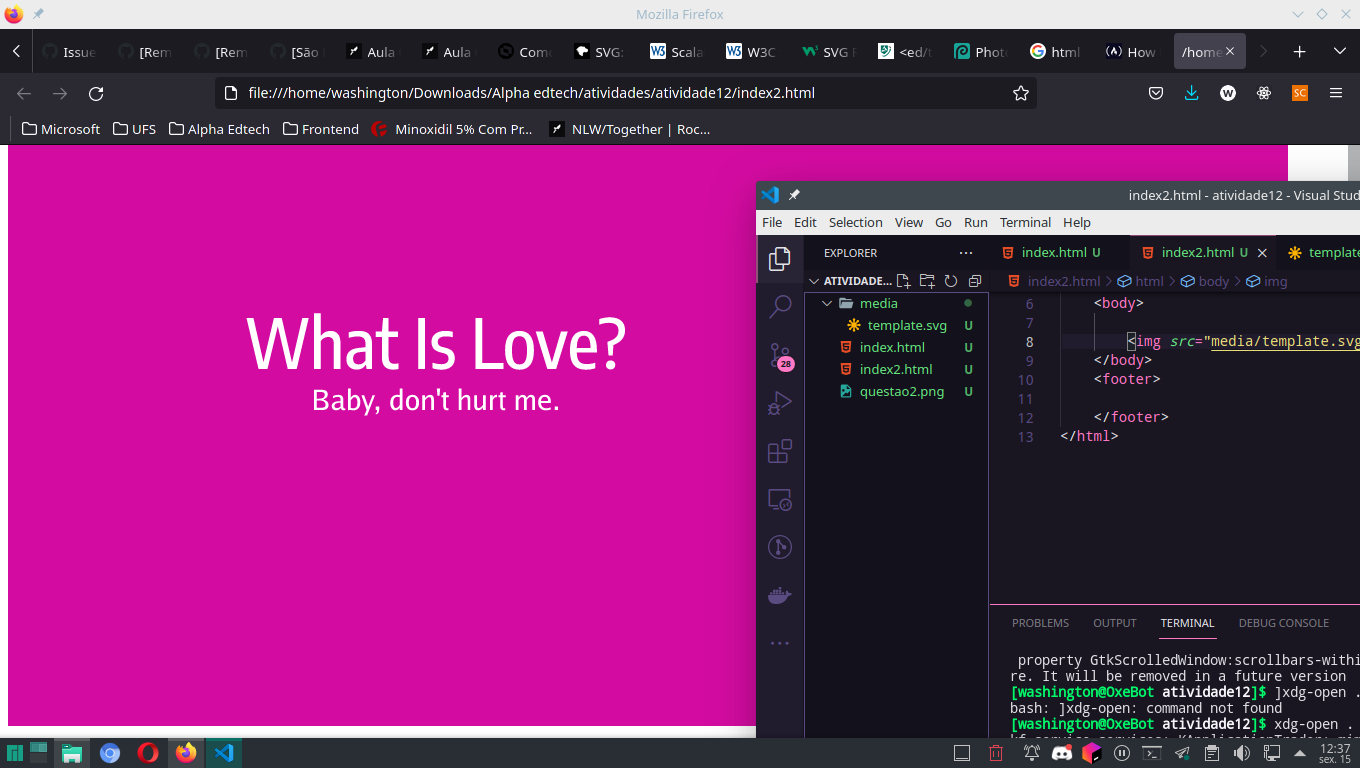 Mozilla Firefox
Issue
[Rem
[Rem
[São
Aula
Aula
Como
SVG:
Scala
W3C
SVG
<ed/t
Photo
html
How
/home
file:///home/washington/Downloads/Alpha edtech/atividades/atividade12/index2.html
Microsoft
UFS
Alpha Edtech
Frontend
Minoxidil 5% Com Pr...
NLW/Together | Roc...
What Is Love?
Baby, don't hurt me.
index2.html - atividade12 - Visual Stud
File Edit Selection View Go Run Terminal Help
EXPLORER
index.html U
index2.html U
template
ATIVIDADE...
index2.html > html > body > img
media
template.svg U
index.html U
index2.html U
questao2.png U
28
6 <body>
7
8 <img src="media/template.svg
9 </body>
10 <footer>
11
12 </footer>
13 </html>
PROBLEMS OUTPUT TERMINAL DEBUG CONSOLE
property GtkScrolledWindow:scrollbars-withi
re. It will be removed in a future version
[washington@OxeBot atividade12]$ ]xdg-open .
bash: ]xdg-open: command not found
[washington@OxeBot atividade12]$ xdg-open .
12:37
sex. 15